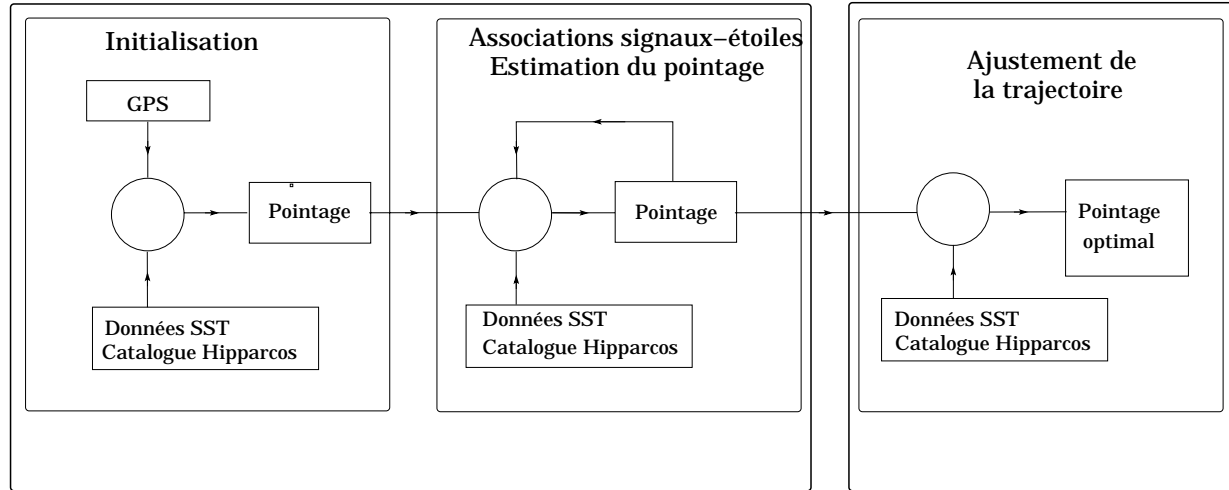 Initialisation
GPS
Pointage
Données SST
Catalogue Hipparcos
Associations signaux−étoiles
Estimation du pointage
Pointage
Données SST
Catalogue Hipparcos
Ajustement de
la trajectoire
Pointage
optimal
Données SST
Catalogue Hipparcos